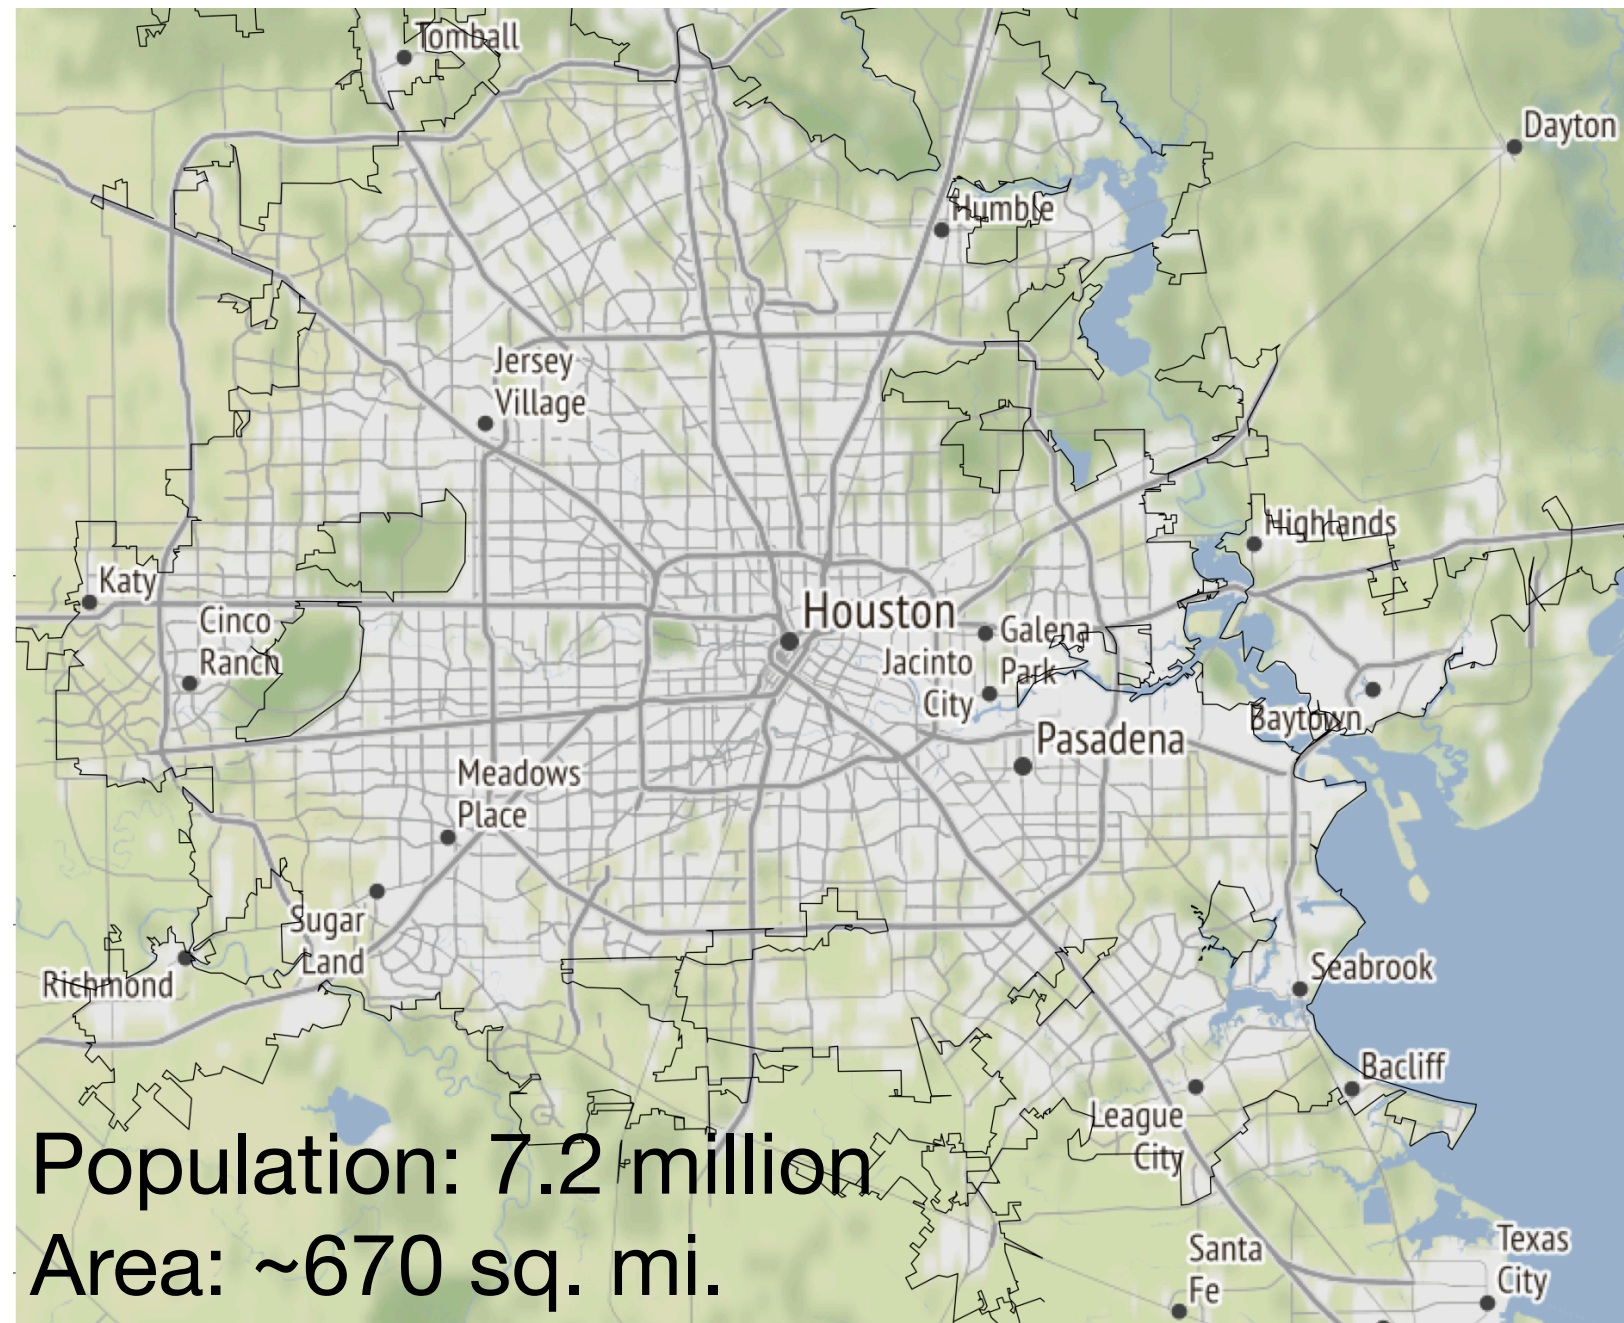 Tomball
Dayton
Humble
Jersey
Village
Highlands
Katy
Cinco
Ranch
Houston
Galena
Park
Jacinto
City
Baytown
Pasadena
Meadows
Place
Sugar
Land
Richmond
Seabrook
Bacliff
League
City
Population: 7.2 million
Area: ~670 sq. mi.
Santa
Fe
Texas
City